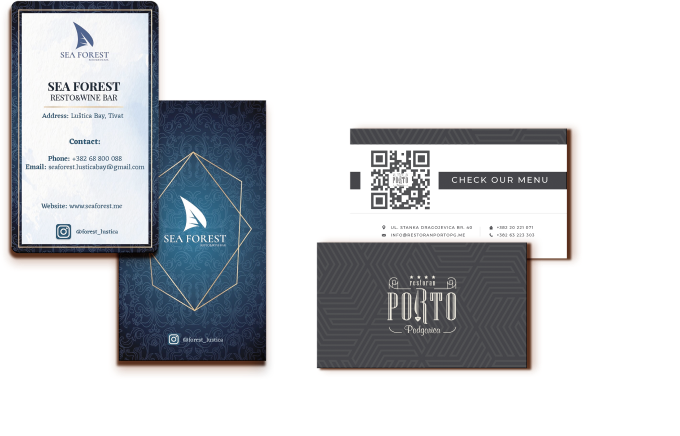 SEA FOREST
SEA FOREST
RESTO&WINE BAR
Address: Luštica Bay, Tivat
Contact:
Phone: +382 68 800 088
Email: seaforest.lusticabay@gmail.com
Website: www.seaforest.me
@forest_lustica
SEA FOREST
@forest_lustica
PORTO
CHECK OUR MENU
UL. STANKA DRAGOJEVICA BR. 40
+382 20 221 071
INFO@RESTORANPORTOPG.ME
+382 63 223 303
restoran
PORTO
Podgorica